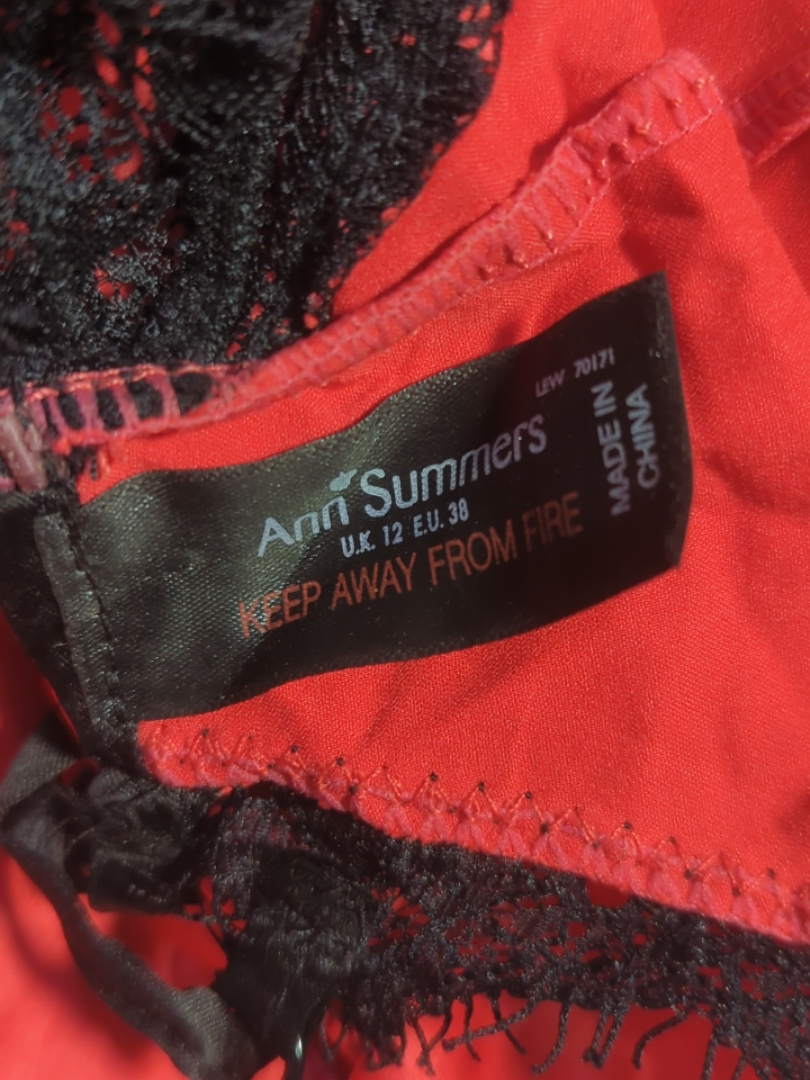 Ann Summers
U.K. 12 E.U. 38
KEEP AWAY FROM FIRE
LEW 70171
MADE IN
CHINA